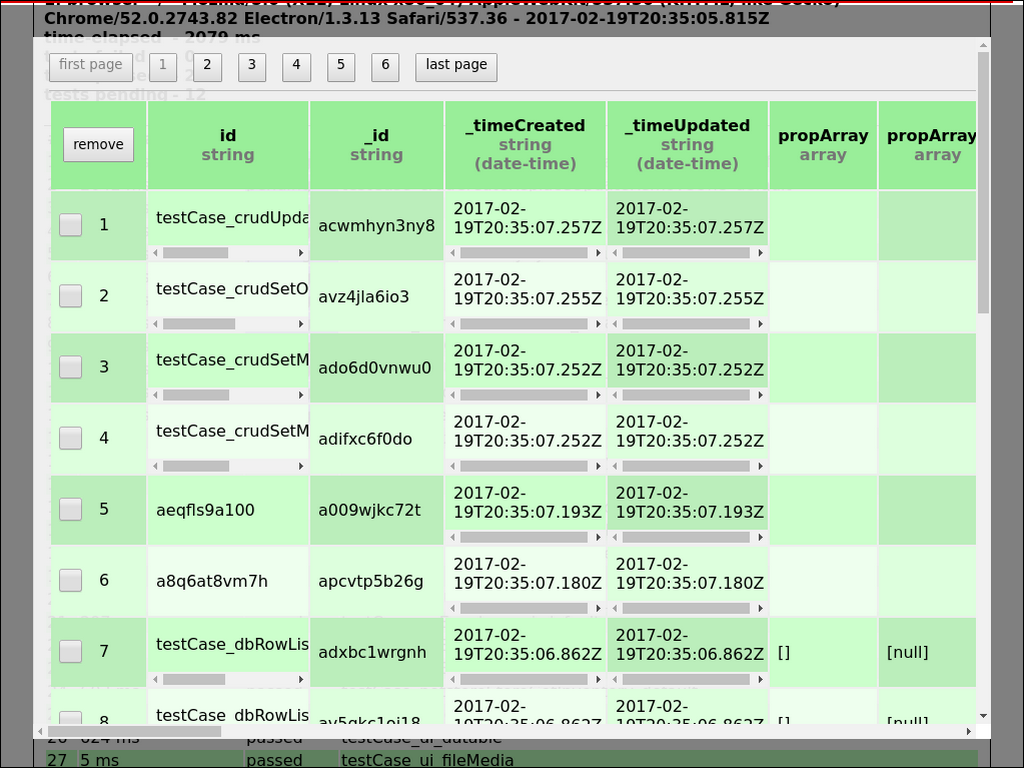 Chrome/52.0.2743.82 Electron/1.3.13 Safari/537.36 - 2017-02-19T20:35:05.815Z
time-elapsed - 2079 ms
first page 1 2 3 4 5 6 last page
tests pending - 12
remove
id
string
_id
string
_timeCreated
string
(date-time)
_timeUpdated
string
(date-time)
propArray
array
propArray
array
1
testCase_crudUpda
acwmhyn3ny8
2017-02-
19T20:35:07.257Z
2017-02-
19T20:35:07.257Z
2
testCase_crudSetO
avz4jla6io3
2017-02-
19T20:35:07.255Z
2017-02-
19T20:35:07.255Z
3
testCase_crudSetM
ado6d0vnwu0
2017-02-
19T20:35:07.252Z
2017-02-
19T20:35:07.252Z
4
testCase_crudSetM
adifxc6f0do
2017-02-
19T20:35:07.252Z
2017-02-
19T20:35:07.252Z
5
aeqfls9a100
a009wjkc72t
2017-02-
19T20:35:07.193Z
2017-02-
19T20:35:07.193Z
6
a8q6at8vm7h
apcvtp5b26g
2017-02-
19T20:35:07.180Z
2017-02-
19T20:35:07.180Z
7
testCase_dbRowLis
adxbc1wrgnh
2017-02-
19T20:35:06.862Z
2017-02-
19T20:35:06.862Z
[]
[null]
8
testCase_dbRowLis
2017-02-
19T20:35:06.862Z
2017-02-
19T20:35:06.862Z
[]
[null]
26 624 ms passed testCase_ui_datable
27 5 ms passed testCase_ui_fileMedia